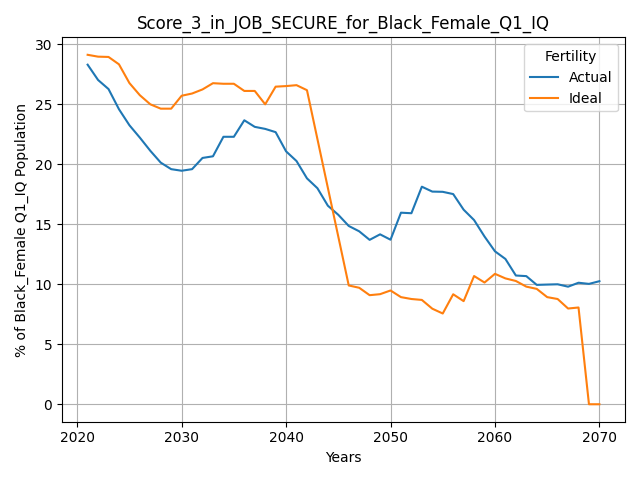 Score_3_in_JOB_SECURE_for_Black_Female_Q1_IQ
30
25
20
15
10
5
0
% of Black_Female Q1_IQ Population
Fertility
Actual
Ideal
2020 2030 2040 2050 2060 2070
Years